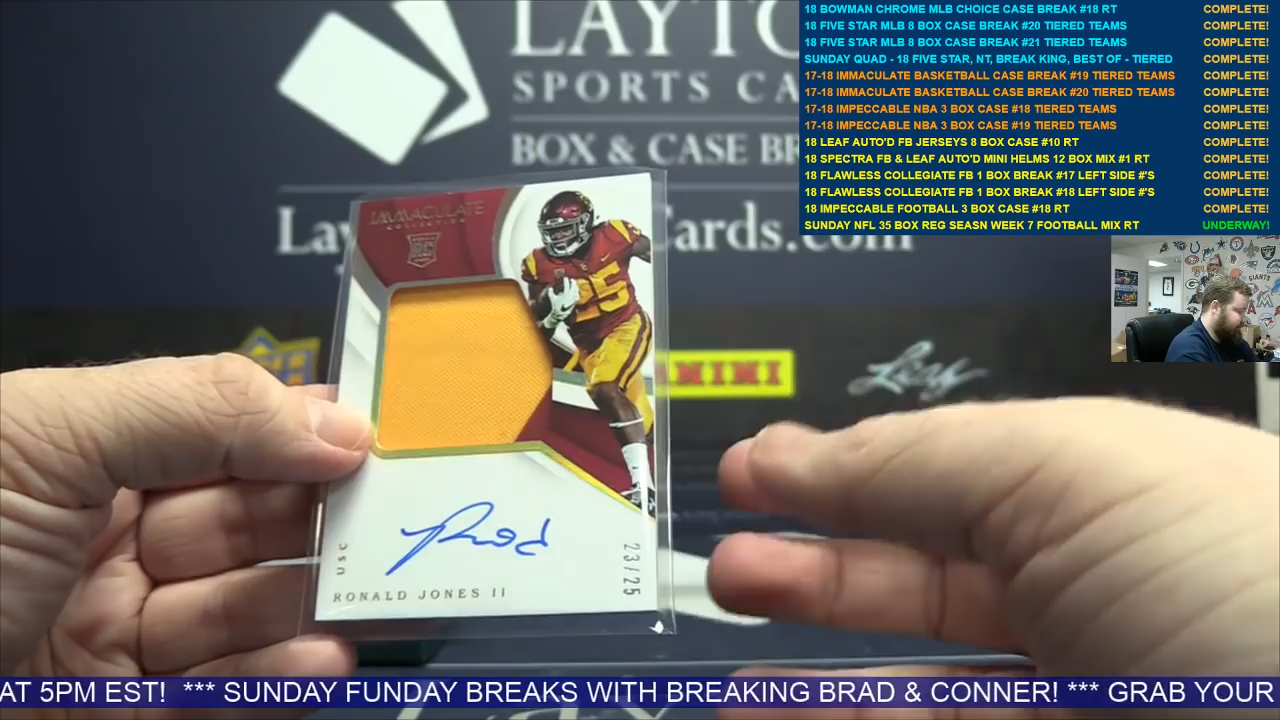 LAYTO
SPORTS CA
BOX & CASE BR
Lay Cards.com
18 BOWMAN CHROME MLB CHOICE CASE BREAK #18 RT COMPLETE!
18 FIVE STAR MLB 8 BOX CASE BREAK #20 TIERED TEAMS COMPLETE!
18 FIVE STAR MLB 8 BOX CASE BREAK #21 TIERED TEAMS COMPLETE!
SUNDAY QUAD - 18 FIVE STAR, NT, BREAK KING, BEST OF - TIERED COMPLETE!
17-18 IMMACULATE BASKETBALL CASE BREAK #19 TIERED TEAMS COMPLETE!
17-18 IMMACULATE BASKETBALL CASE BREAK #20 TIERED TEAMS COMPLETE!
17-18 IMPECCABLE NBA 3 BOX CASE #18 TIERED TEAMS COMPLETE!
17-18 IMPECCABLE NBA 3 BOX CASE #19 TIERED TEAMS COMPLETE!
18 LEAF AUTO'D FB JERSEYS 8 BOX CASE #10 RT COMPLETE!
18 SPECTRA FB & LEAF AUTO'D MINI HELMS 12 BOX MIX #1 RT COMPLETE!
18 FLAWLESS COLLEGIATE FB 1 BOX BREAK #17 LEFT SIDE #'S COMPLETE!
18 FLAWLESS COLLEGIATE FB 1 BOX BREAK #18 LEFT SIDE #'S COMPLETE!
18 IMPECCABLE FOOTBALL 3 BOX CASE #18 RT COMPLETE!
SUNDAY NFL 35 BOX REG SEASN WEEK 7 FOOTBALL MIX RT UNDERWAY!
IMMACULATE
COLLECTION
25
PANINI
Leaf
GIANTS
USC
23/25
RONALD JONES II
AT 5PM EST! *** SUNDAY FUNDAY BREAKS WITH BREAKING BRAD & CONNER! *** GRAB YOUR